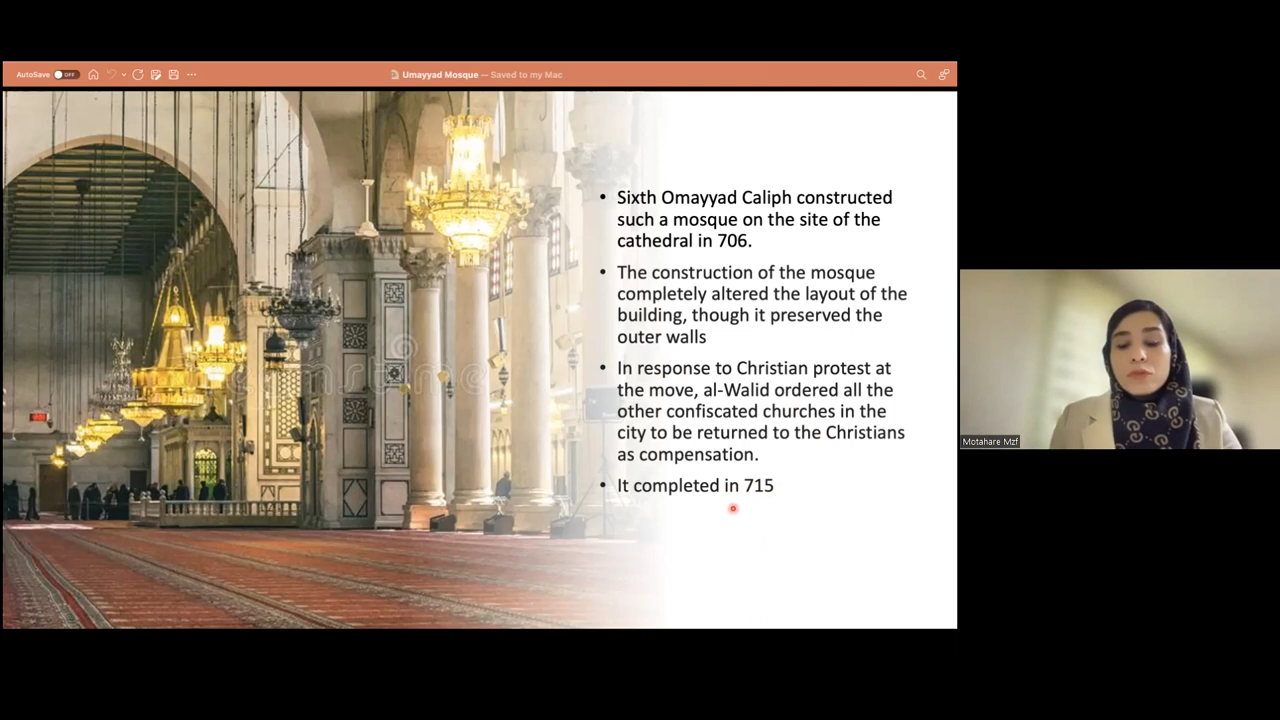 AutoSave OFF
Umayyad Mosque — Saved to my Mac
• Sixth Omayyad Caliph constructed
such a mosque on the site of the
cathedral in 706.
• The construction of the mosque
completely altered the layout of the
building, though it preserved the
outer walls
• In response to Christian protest at
the move, al-Walid ordered all the
other confiscated churches in the
city to be returned to the Christians
as compensation.
• It completed in 715
Motahare Mzf